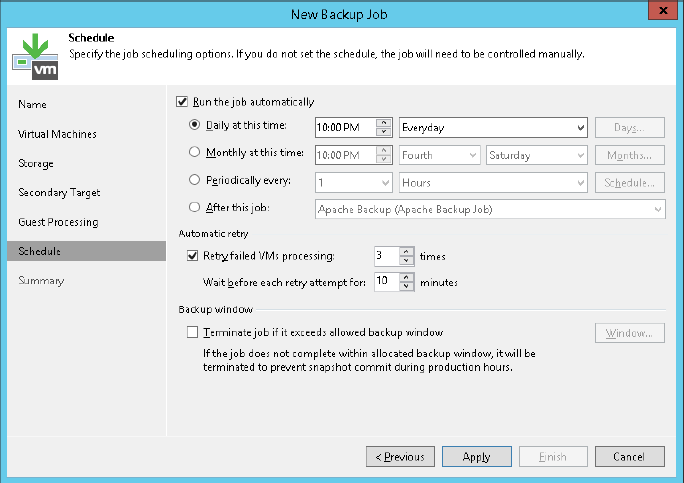 New Backup Job
x
Schedule
Specify the job scheduling options. If you do not set the schedule, the job will need to be controlled manually.
vm
Name
Virtual Machines
Storage
Secondary Target
Guest Processing
Schedule
Summary
Run the job automatically
Daily at this time: 10:00 PM Everyday Days...
Monthly at this time: 10:00 PM Fourth Saturday Months...
Periodically every: 1 Hours Schedule...
After this job: Apache Backup (Apache Backup Job)
Automatic retry
Retry failed VMs processing: 3 times
Wait before each retry attempt for: 10 minutes
Backup window
Terminate job if it exceeds allowed backup window Window...
If the job does not complete within allocated backup window, it will be
terminated to prevent snapshot commit during production hours.
< Previous Apply Finish Cancel